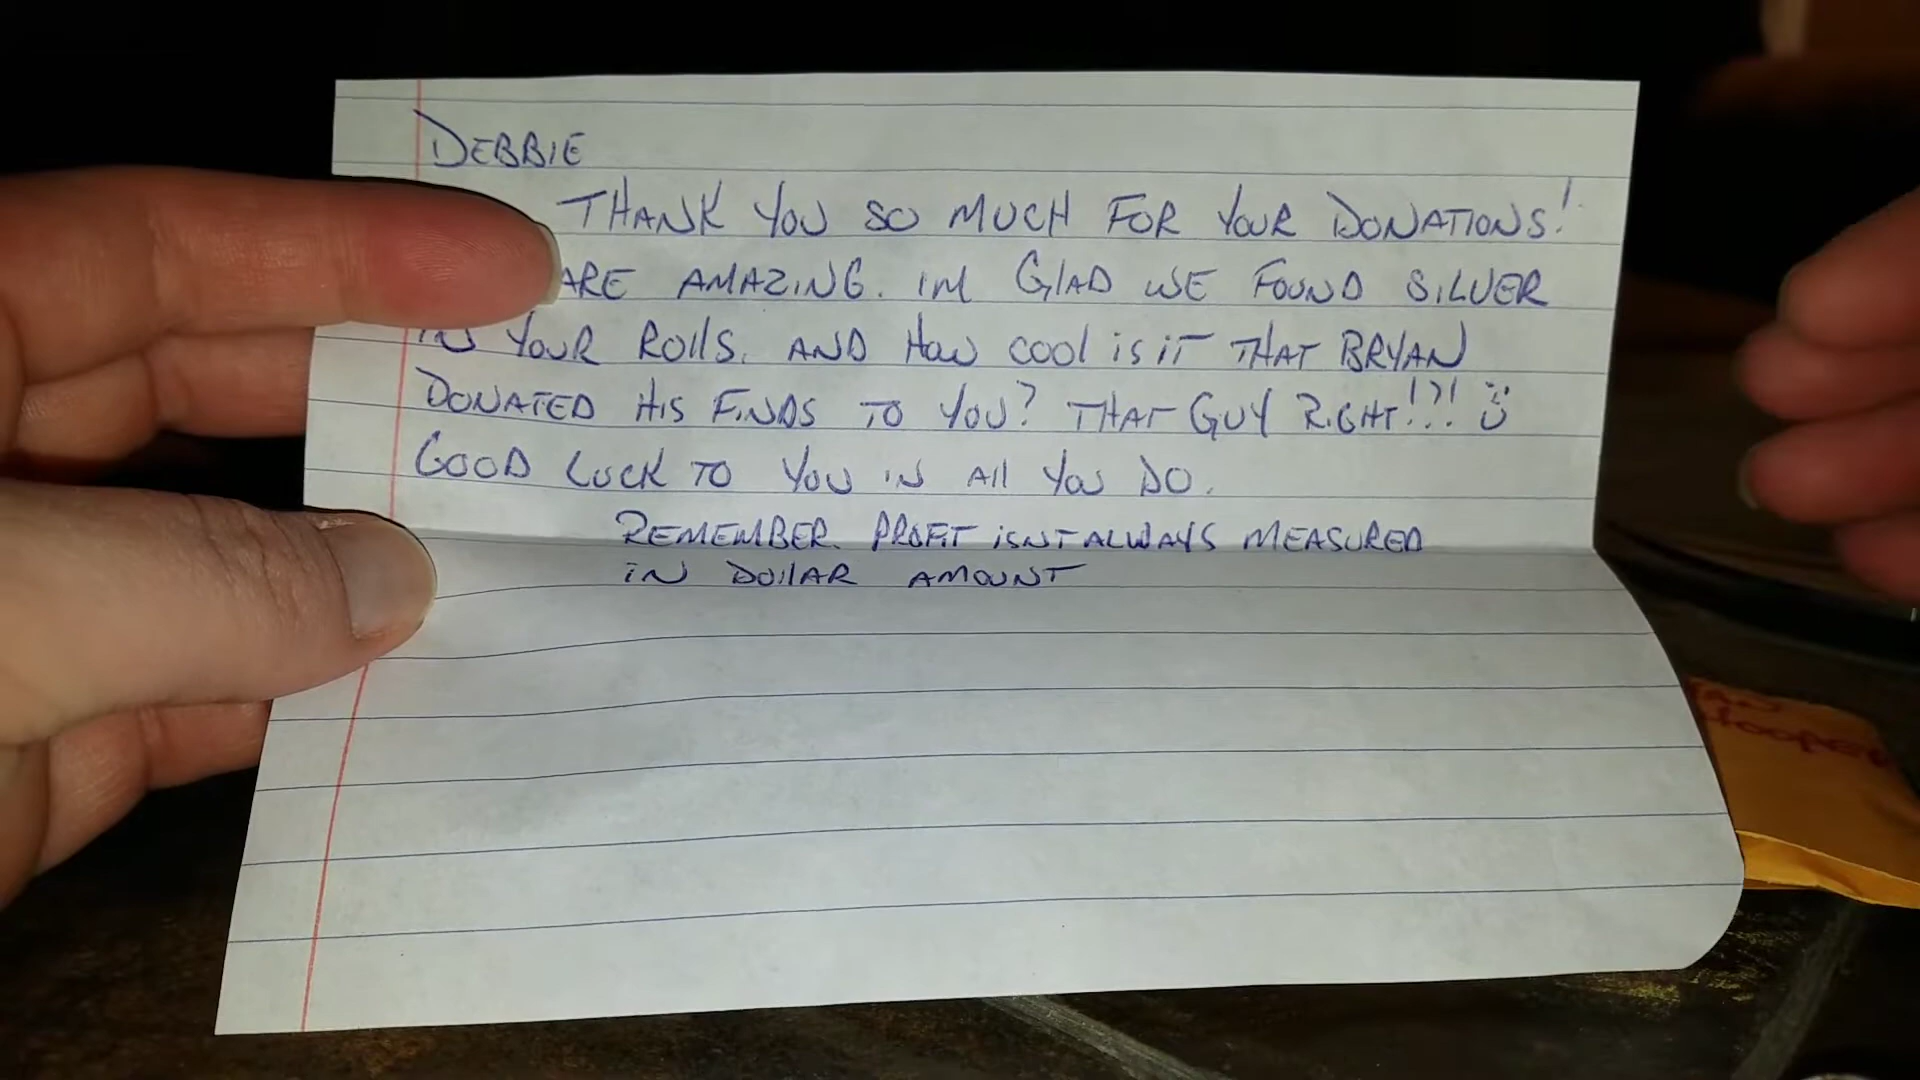 DEBBIE
THANK YOU SO MUCH FOR YOUR DONATIONS!
ARE AMAZING. IM GLAD WE FOUND SILVER
IN YOUR ROLLS. AND HOW COOL IS IT THAT BRYAN
DONATED HIS FINDS TO YOU? THAT GUY RIGHT!?! :)
GOOD LUCK TO YOU IN ALL YOU DO.
REMEMBER. PROFIT ISNT ALWAYS MEASURED
IN DOLLAR AMOUNT